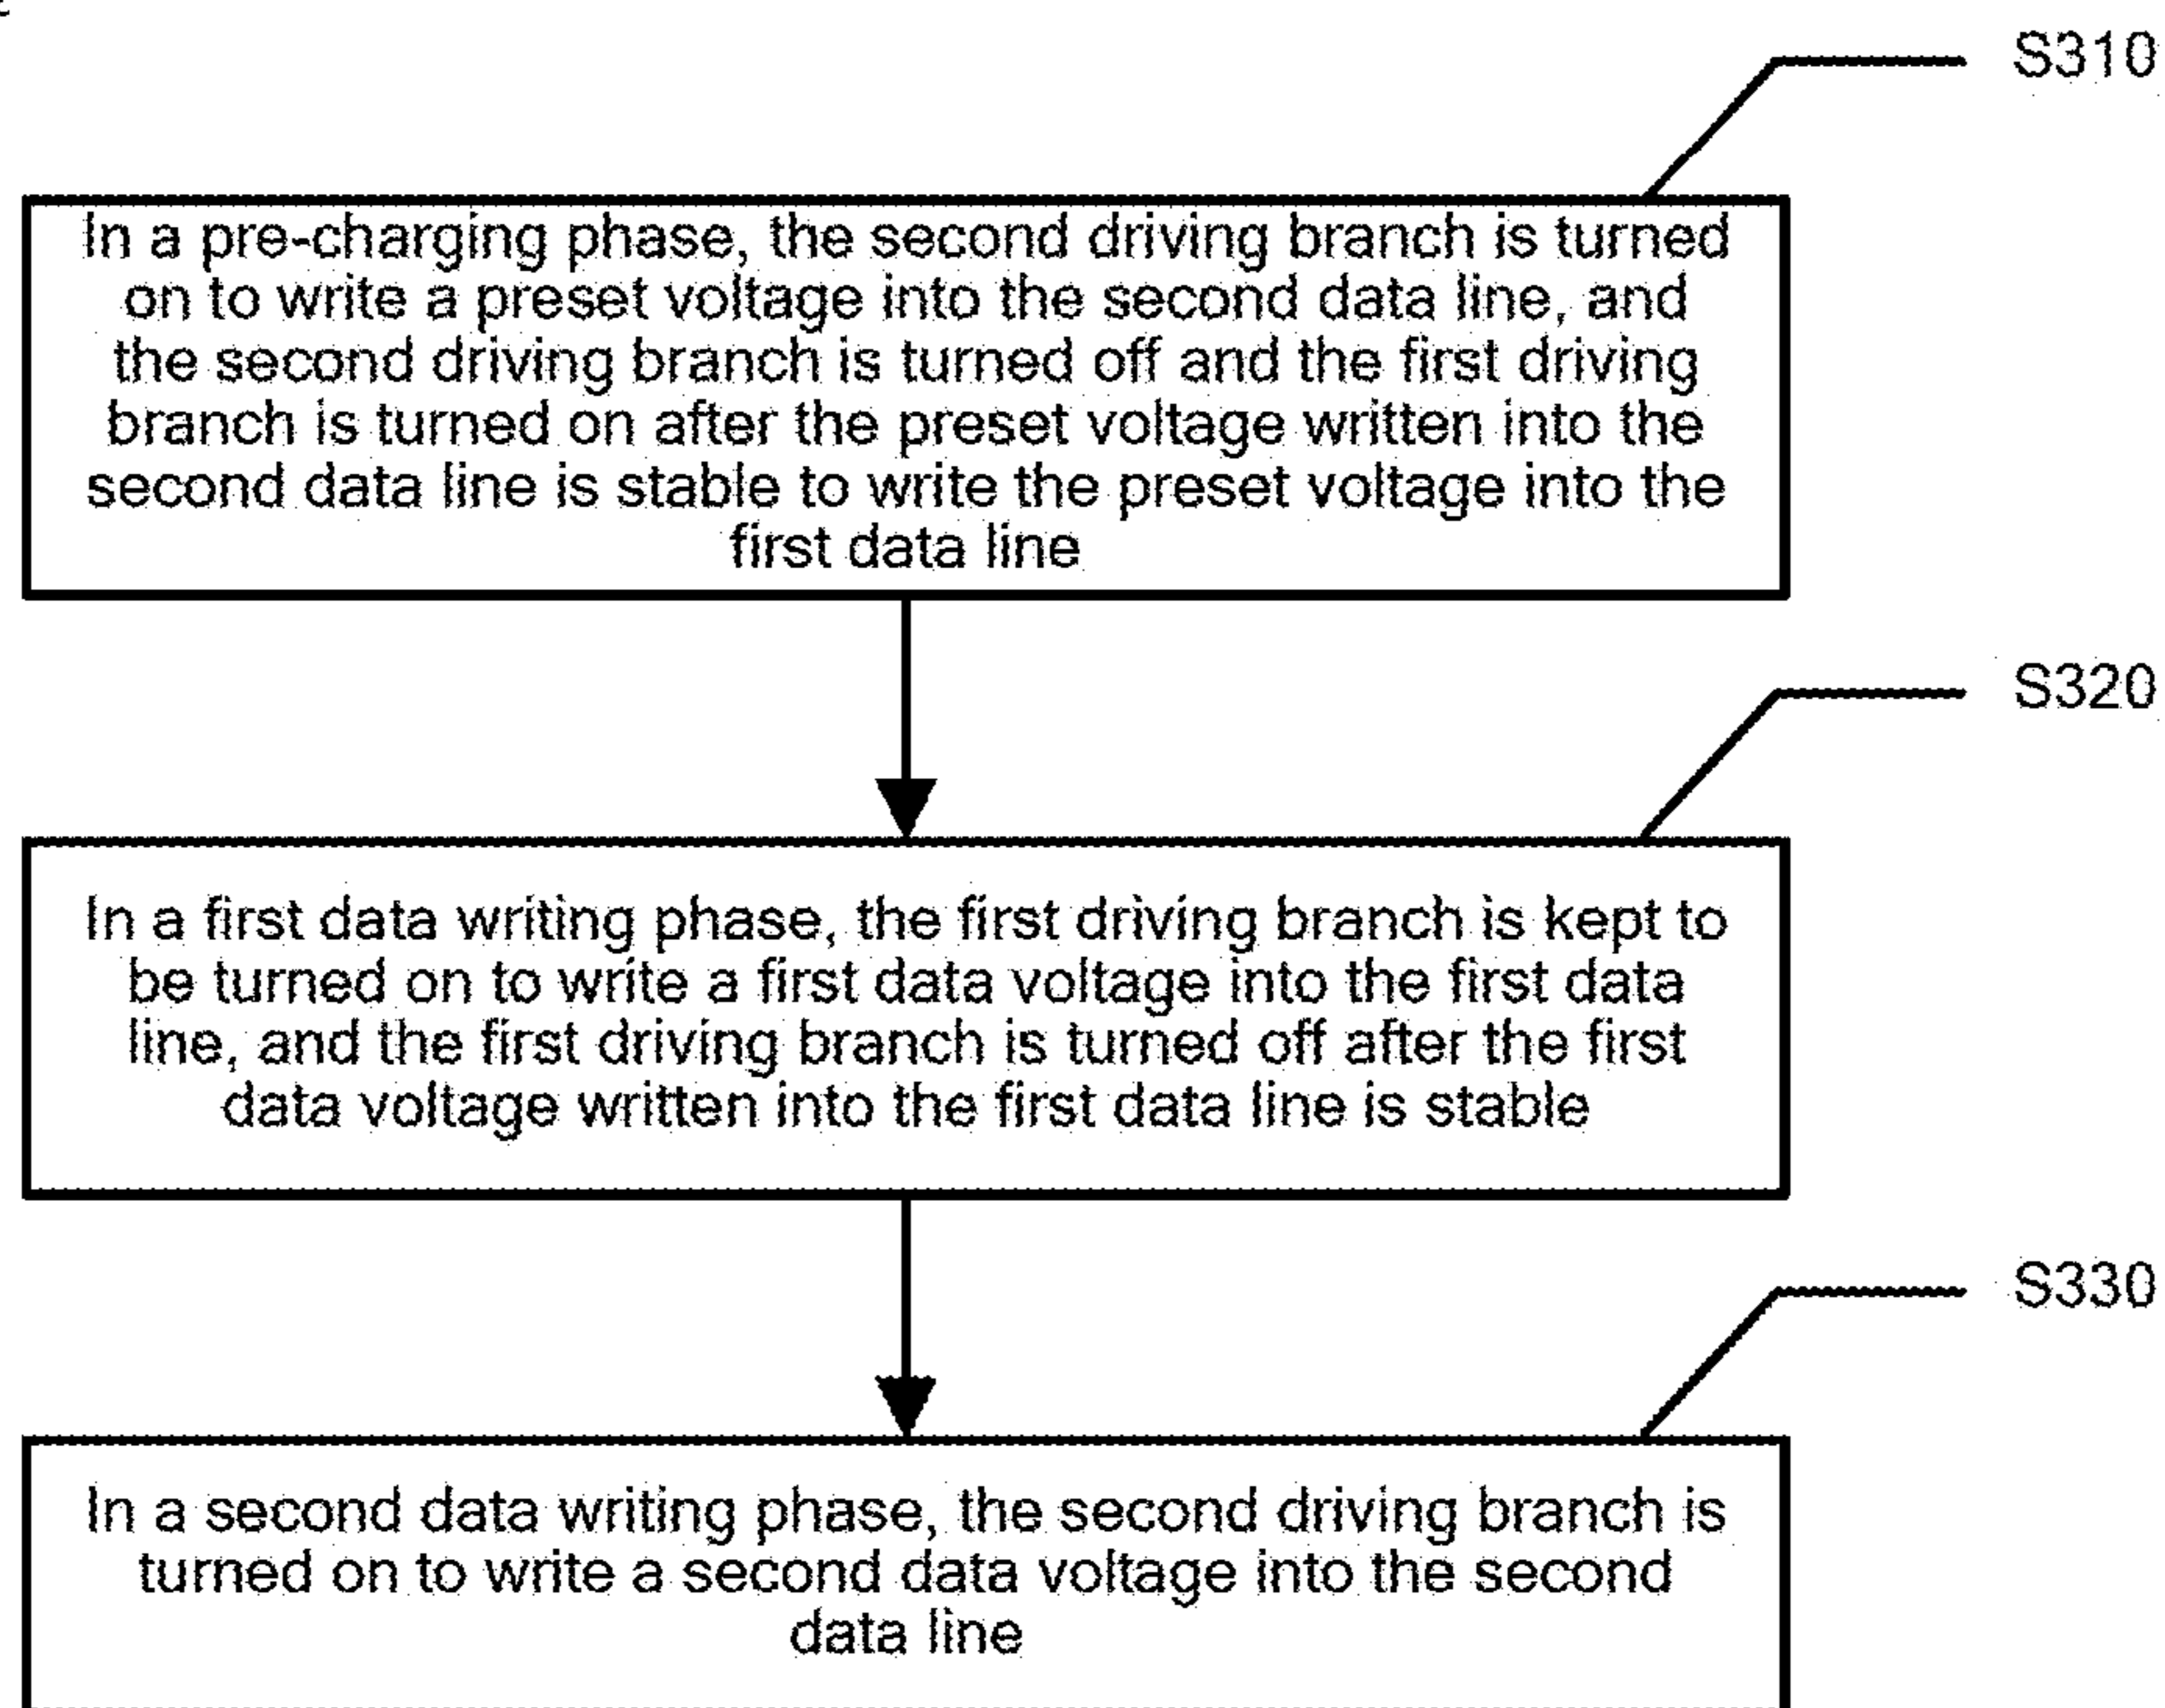 S310
In a pre-charging phase, the second driving branch is turned
on to write a preset voltage into the second data line, and
the second driving branch is turned off and the first driving
branch is turned on after the preset voltage written into the
second data line is stable to write the preset voltage into the
first data line
S320
In a first data writing phase, the first driving branch is kept to
be turned on to write a first data voltage into the first data
line, and the first driving branch is turned off after the first
data voltage written into the first data line is stable
S330
In a second data writing phase, the second driving branch is
turned on to write a second data voltage into the second
data line